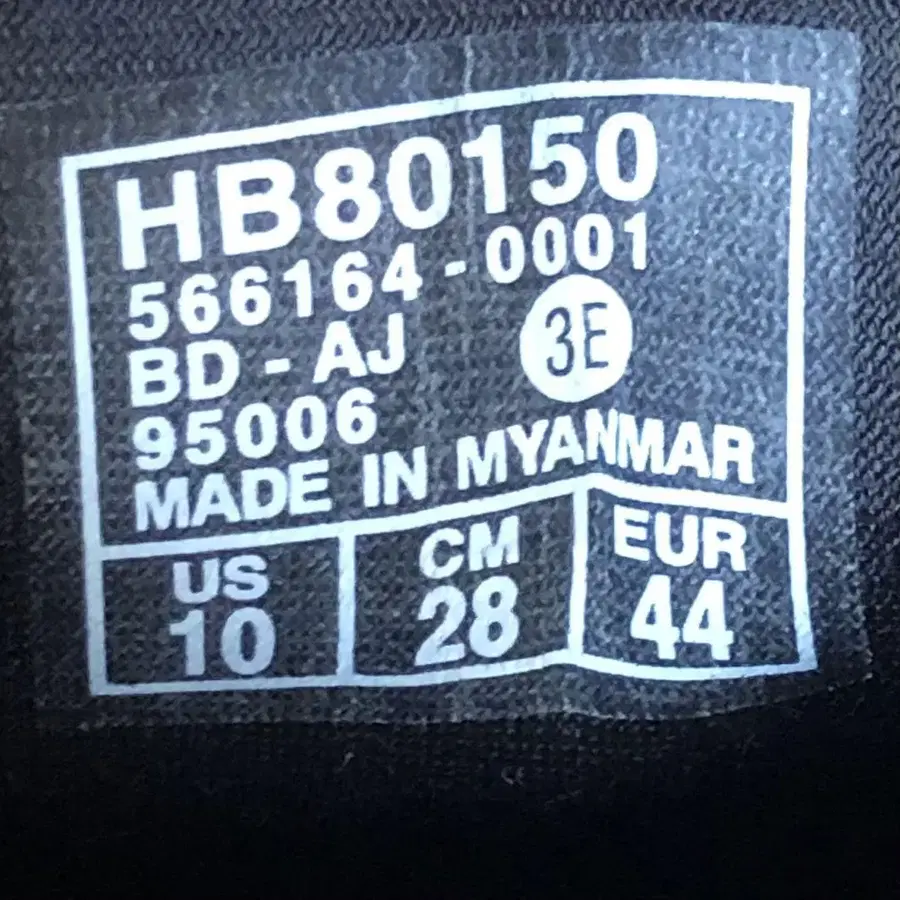 HB80150
566164-0001
BD - AJ 3E
95006
MADE IN MYANMAR
US CM EUR
10 28 44